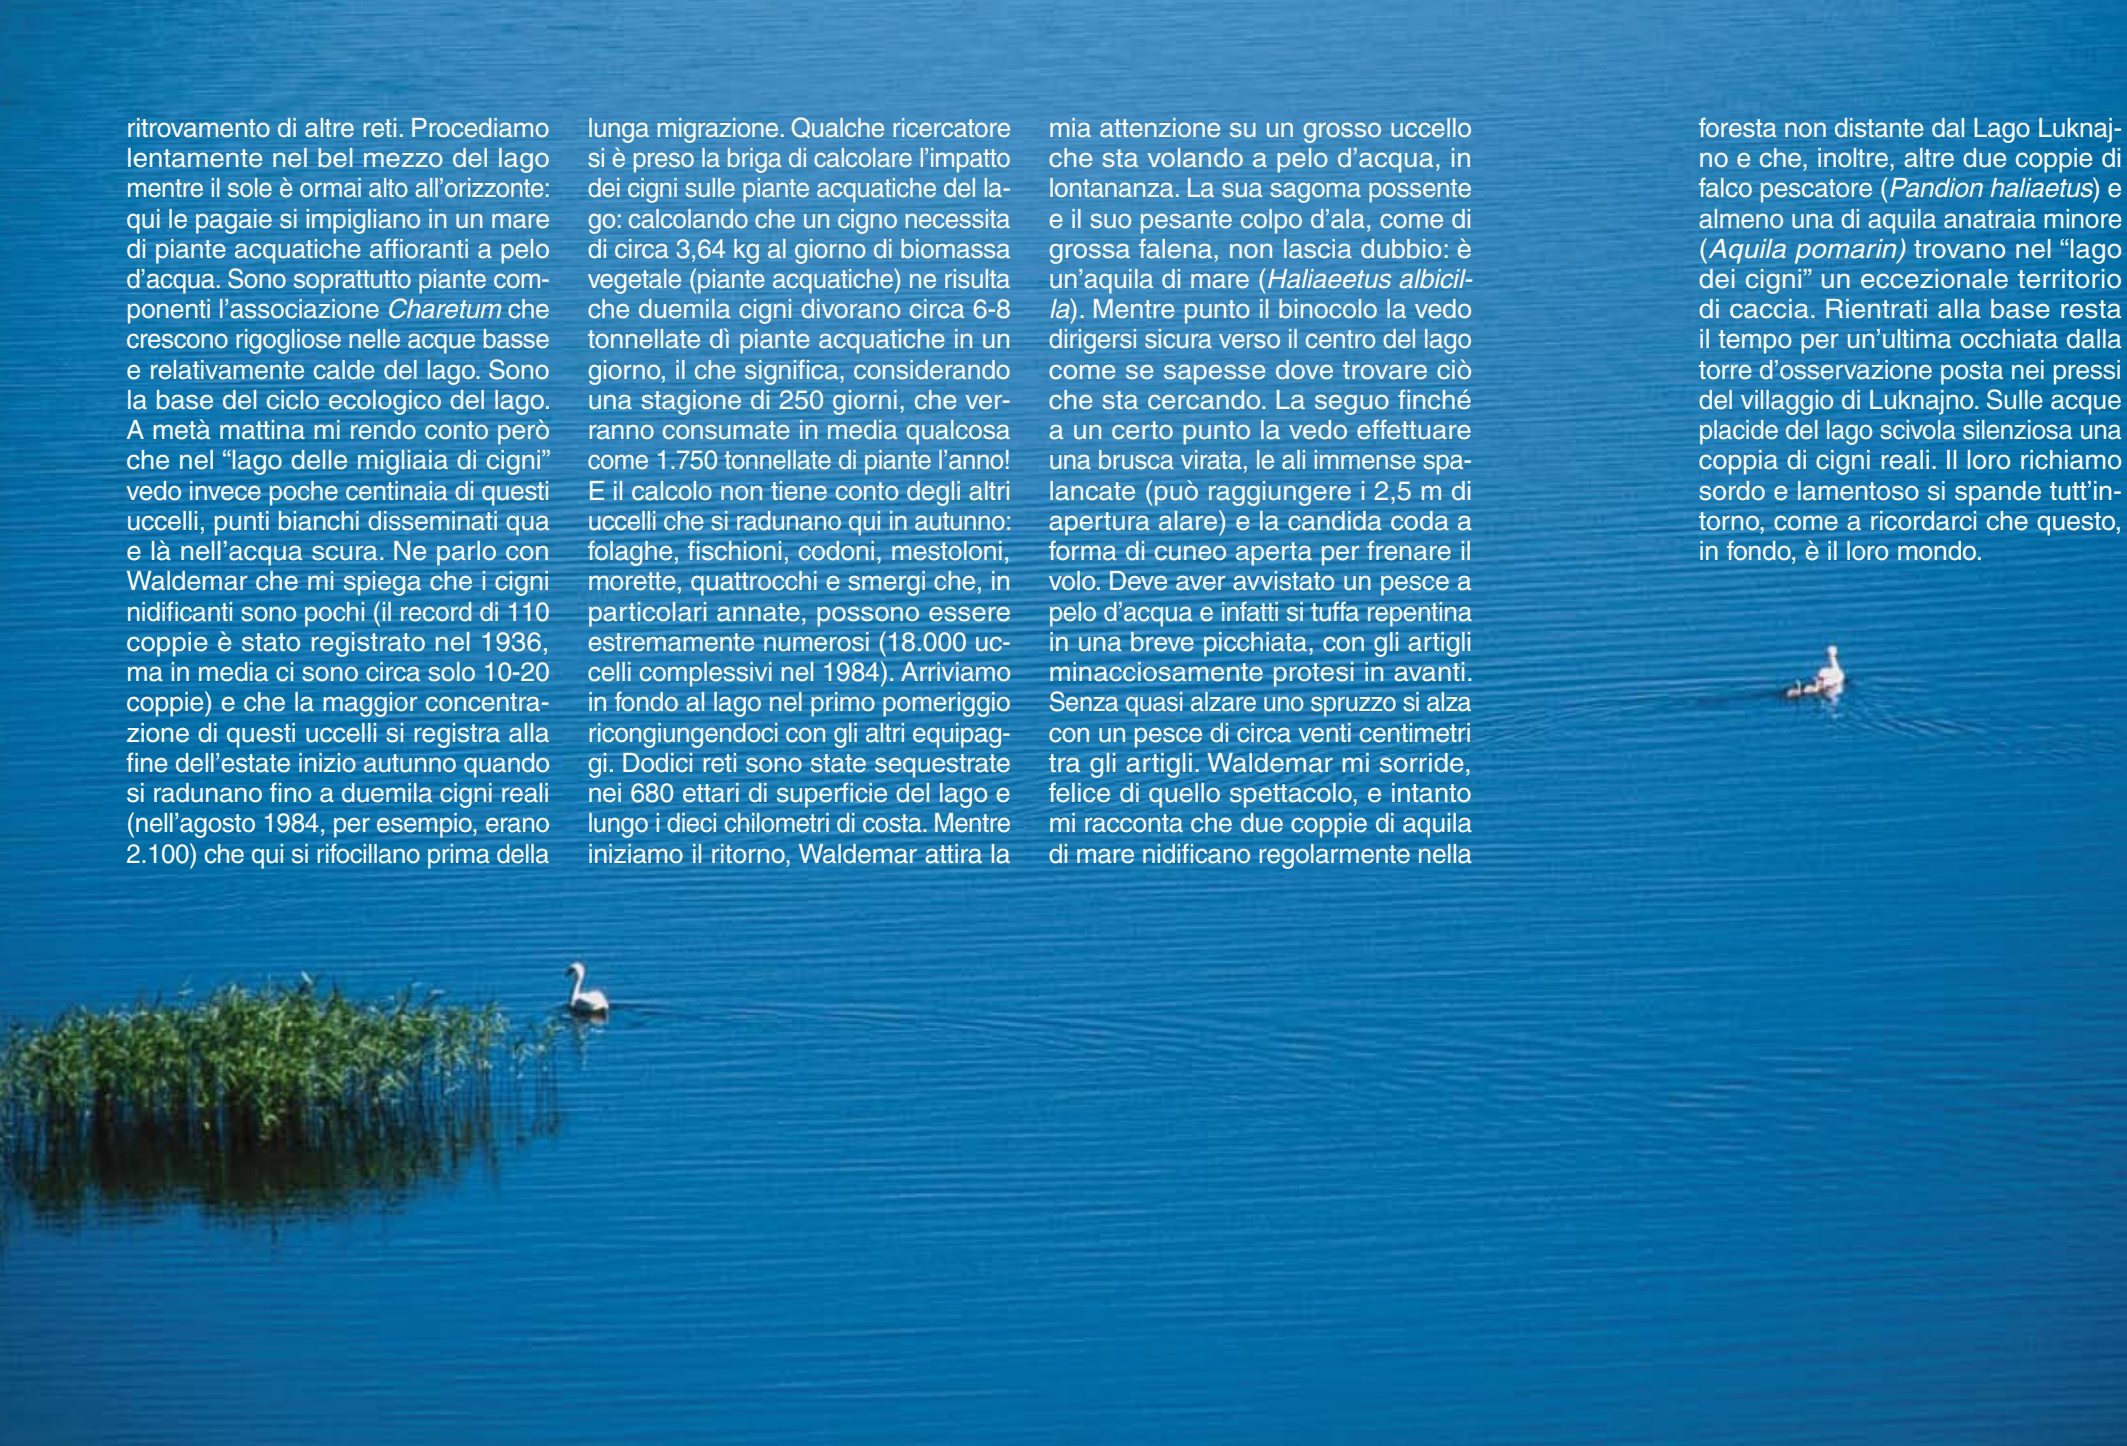 ritrovamento di altre reti. Procediamo
lentamente nel bel mezzo del lago
mentre il sole è ormai alto all'orizzonte:
qui le pagaie si impigliano in un mare
di piante acquatiche affioranti a pelo
d'acqua. Sono soprattutto piante com-
ponenti l'associazione Charetum che
crescono rigogliose nelle acque basse
e relativamente calde del lago. Sono
la base del ciclo ecologico del lago.
A metà mattina mi rendo conto però
che nel “lago delle migliaia di cigni”
vedo invece poche centinaia di questi
uccelli, punti bianchi disseminati qua
e là nell'acqua scura. Ne parlo con
Waldemar che mi spiega che i cigni
nidificanti sono pochi (il record di 110
coppie è stato registrato nel 1936,
ma in media ci sono circa solo 10-20
coppie) e che la maggior concentra-
zione di questi uccelli si registra alla
fine dell'estate inizio autunno quando
si radunano fino a duemila cigni reali
(nell'agosto 1984, per esempio, erano
2.100) che qui si rifocillano prima della
lunga migrazione. Qualche ricercatore
si è preso la briga di calcolare l'impatto
dei cigni sulle piante acquatiche del la-
go: calcolando che un cigno necessita
di circa 3,64 kg al giorno di biomassa
vegetale (piante acquatiche) ne risulta
che duemila cigni divorano circa 6-8
tonnellate dì piante acquatiche in un
giorno, il che significa, considerando
una stagione di 250 giorni, che ver-
ranno consumate in media qualcosa
come 1.750 tonnellate di piante l'anno!
E il calcolo non tiene conto degli altri
uccelli che si radunano qui in autunno:
folaghe, fischioni, codoni, mestoloni,
morette, quattrocchi e smergi che, in
particolari annate, possono essere
estremamente numerosi (18.000 uc-
celli complessivi nel 1984). Arriviamo
in fondo al lago nel primo pomeriggio
ricongiungendoci con gli altri equipag-
gi. Dodici reti sono state sequestrate
nei 680 ettari di superficie del lago e
lungo i dieci chilometri di costa. Mentre
iniziamo il ritorno, Waldemar attira la
mia attenzione su un grosso uccello
che sta volando a pelo d'acqua, in
lontananza. La sua sagoma possente
e il suo pesante colpo d'ala, come di
grossa falena, non lascia dubbio: è
un'aquila di mare (Haliaeetus albicil-
la). Mentre punto il binocolo la vedo
dirigersi sicura verso il centro del lago
come se sapesse dove trovare ciò
che sta cercando. La seguo finché
a un certo punto la vedo effettuare
una brusca virata, le ali immense spa-
lancate (può raggiungere i 2,5 m di
apertura alare) e la candida coda a
forma di cuneo aperta per frenare il
volo. Deve aver avvistato un pesce a
pelo d'acqua e infatti si tuffa repentina
in una breve picchiata, con gli artigli
minacciosamente protesi in avanti.
Senza quasi alzare uno spruzzo si alza
con un pesce di circa venti centimetri
tra gli artigli. Waldemar mi sorride,
felice di quello spettacolo, e intanto
mi racconta che due coppie di aquila
di mare nidificano regolarmente nella
foresta non distante dal Lago Luknaj-
no e che, inoltre, altre due coppie di
falco pescatore (Pandion haliaetus) e
almeno una di aquila anatraia minore
(Aquila pomarin) trovano nel “lago
dei cigni” un eccezionale territorio
di caccia. Rientrati alla base resta
il tempo per un'ultima occhiata dalla
torre d'osservazione posta nei pressi
del villaggio di Luknajno. Sulle acque
placide del lago scivola silenziosa una
coppia di cigni reali. Il loro richiamo
sordo e lamentoso si spande tutt'in-
torno, come a ricordarci che questo,
in fondo, è il loro mondo.